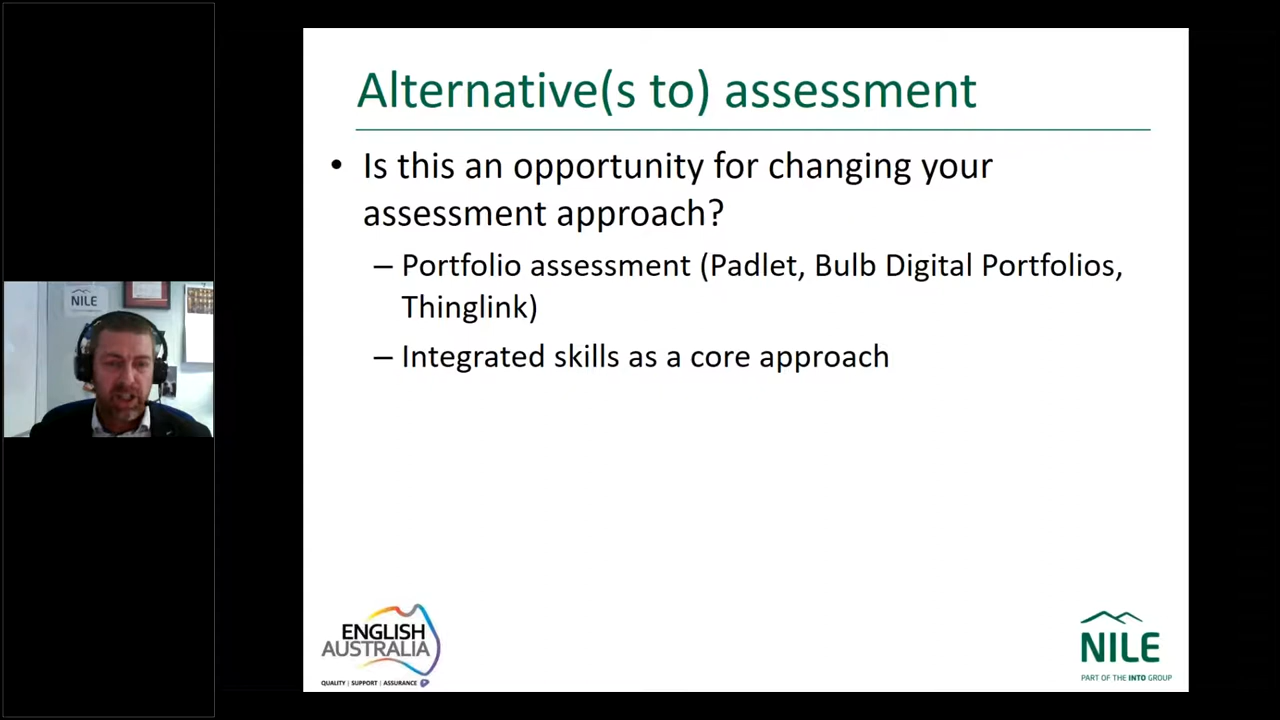 Alternative(s to) assessment
• Is this an opportunity for changing your
assessment approach?
– Portfolio assessment (Padlet, Bulb Digital Portfolios,
Thinglink)
– Integrated skills as a core approach
NILE
ENGLISH
AUSTRALIA
QUALITY | SUPPORT | ASSURANCE
NILE
PART OF THE INTO GROUP